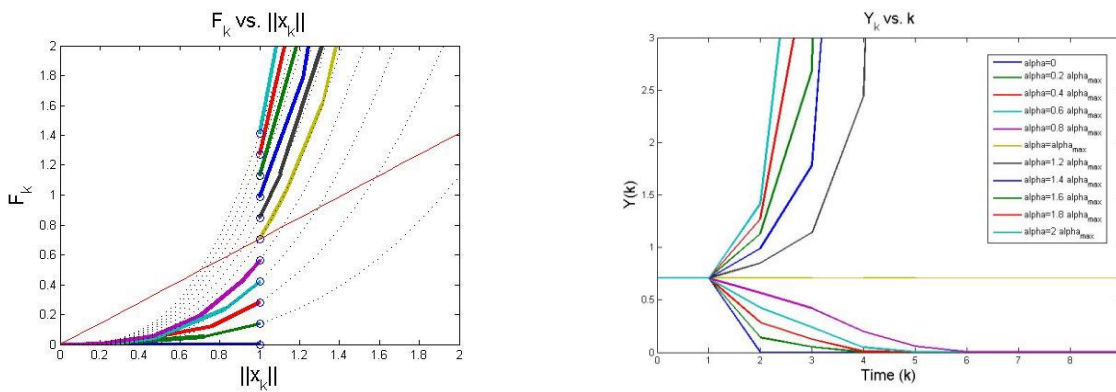 F_k vs. ||x_k||
2
1.8
1.6
1.4
1.2
1
0.8
0.6
0.4
0.2
0
F_k
0 0.2 0.4 0.6 0.8 1 1.2 1.4 1.6 1.8 2
||x_k||
Y_k vs. k
3
2.5
2
1.5
1
0.5
0
Y(k)
0 1 2 3 4 5 6 7 8
Time (k)
alpha=0
alpha=0.2 alpha_max
alpha=0.4 alpha_max
alpha=0.6 alpha_max
alpha=0.8 alpha_max
alpha=alpha_max
alpha=1.2 alpha_max
alpha=1.4 alpha_max
alpha=1.6 alpha_max
alpha=1.8 alpha_max
alpha=2 alpha_max